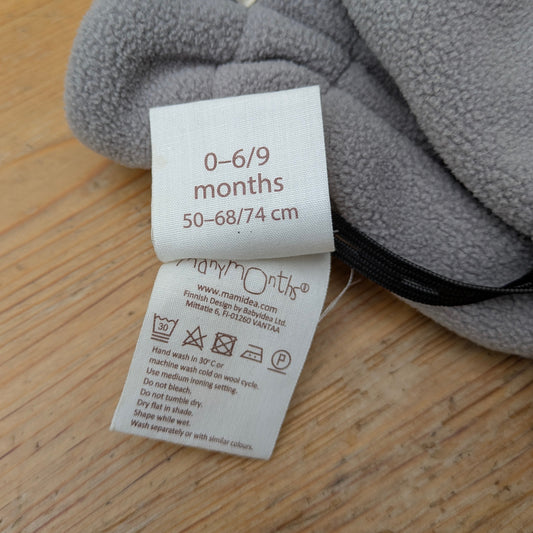 0–6/9
months
50–68/74 cm
manymonths®
www.mamidea.com
Finnish Design by Babyidea Ltd.
Mittatie 6, Fi-01260 VANTAA
30
P
Hand wash in 30°C or
machine wash cold on wool cycle.
Use medium ironing setting.
Do not bleach.
Do not tumble dry.
Dry flat in shade.
Shape while wet.
Wash separately or with similar colours.